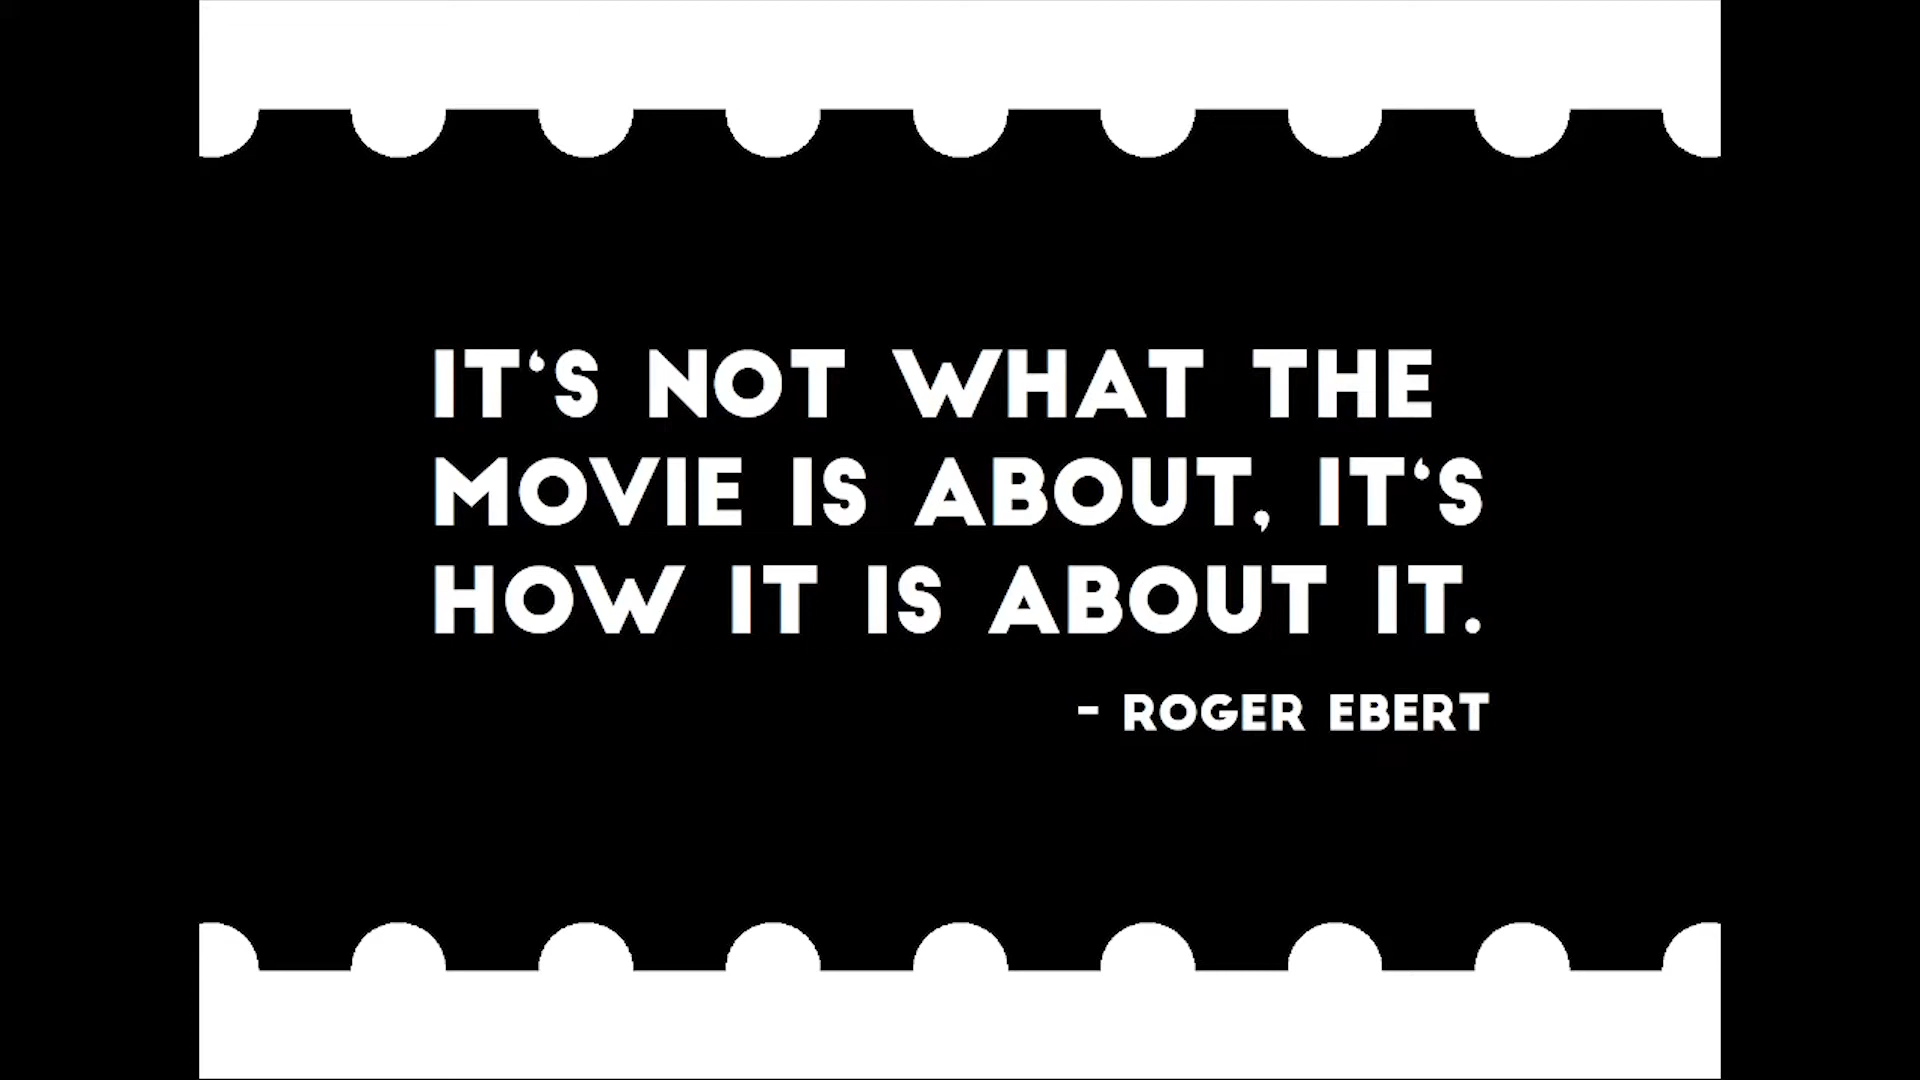 IT‘S NOT WHAT THE
MOVIE IS ABOUT, IT‘S
HOW IT IS ABOUT IT.
- ROGER EBERT